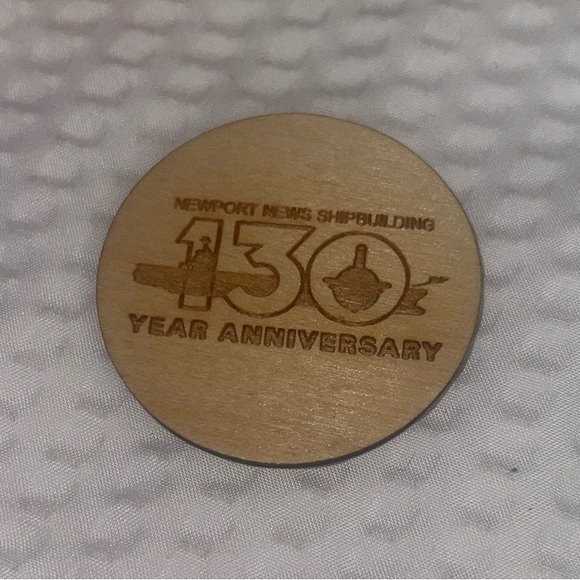 NEWPORT NEWS SHIPBUILDING
130
YEAR ANNIVERSARY